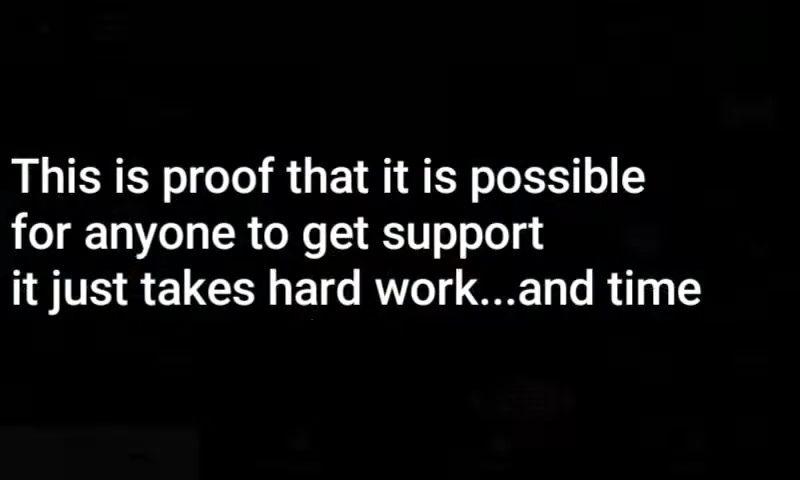 This is proof that it is possible
for anyone to get support
it just takes hard work...and time